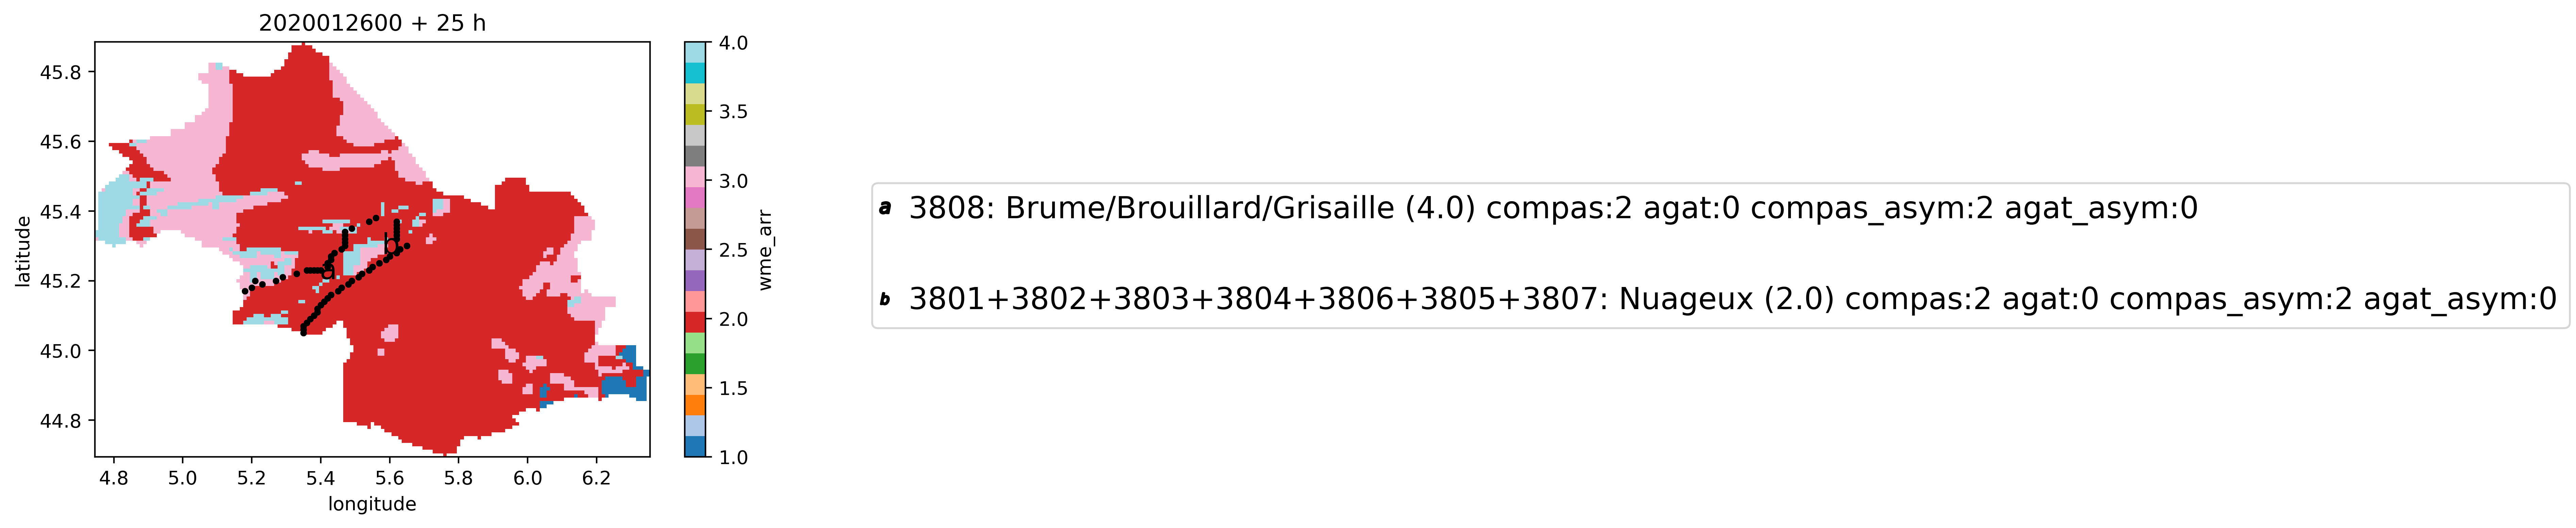 2020012600 + 25 h
45.8
45.6
45.4
45.2
45.0
44.8
latitude
a
b
4.8 5.0 5.2 5.4 5.6 5.8 6.0 6.2
longitude
4.0
3.5
3.0
2.5
2.0
1.5
1.0
wme_arr
a 3808: Brume/Brouillard/Grisaille (4.0) compas:2 agat:0 compas_asym:2 agat_asym:0
b 3801+3802+3803+3804+3806+3805+3807: Nuageux (2.0) compas:2 agat:0 compas_asym:2 agat_asym:0